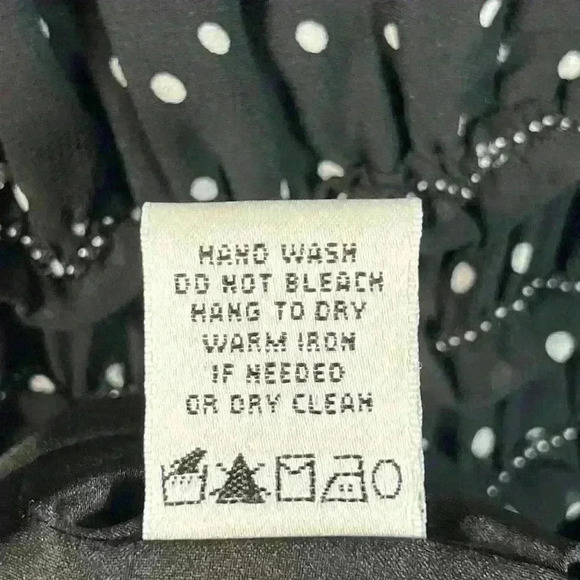 HAND WASH
DO NOT BLEACH
HANG TO DRY
WARM IRON
IF NEEDED
OR DRY CLEAN